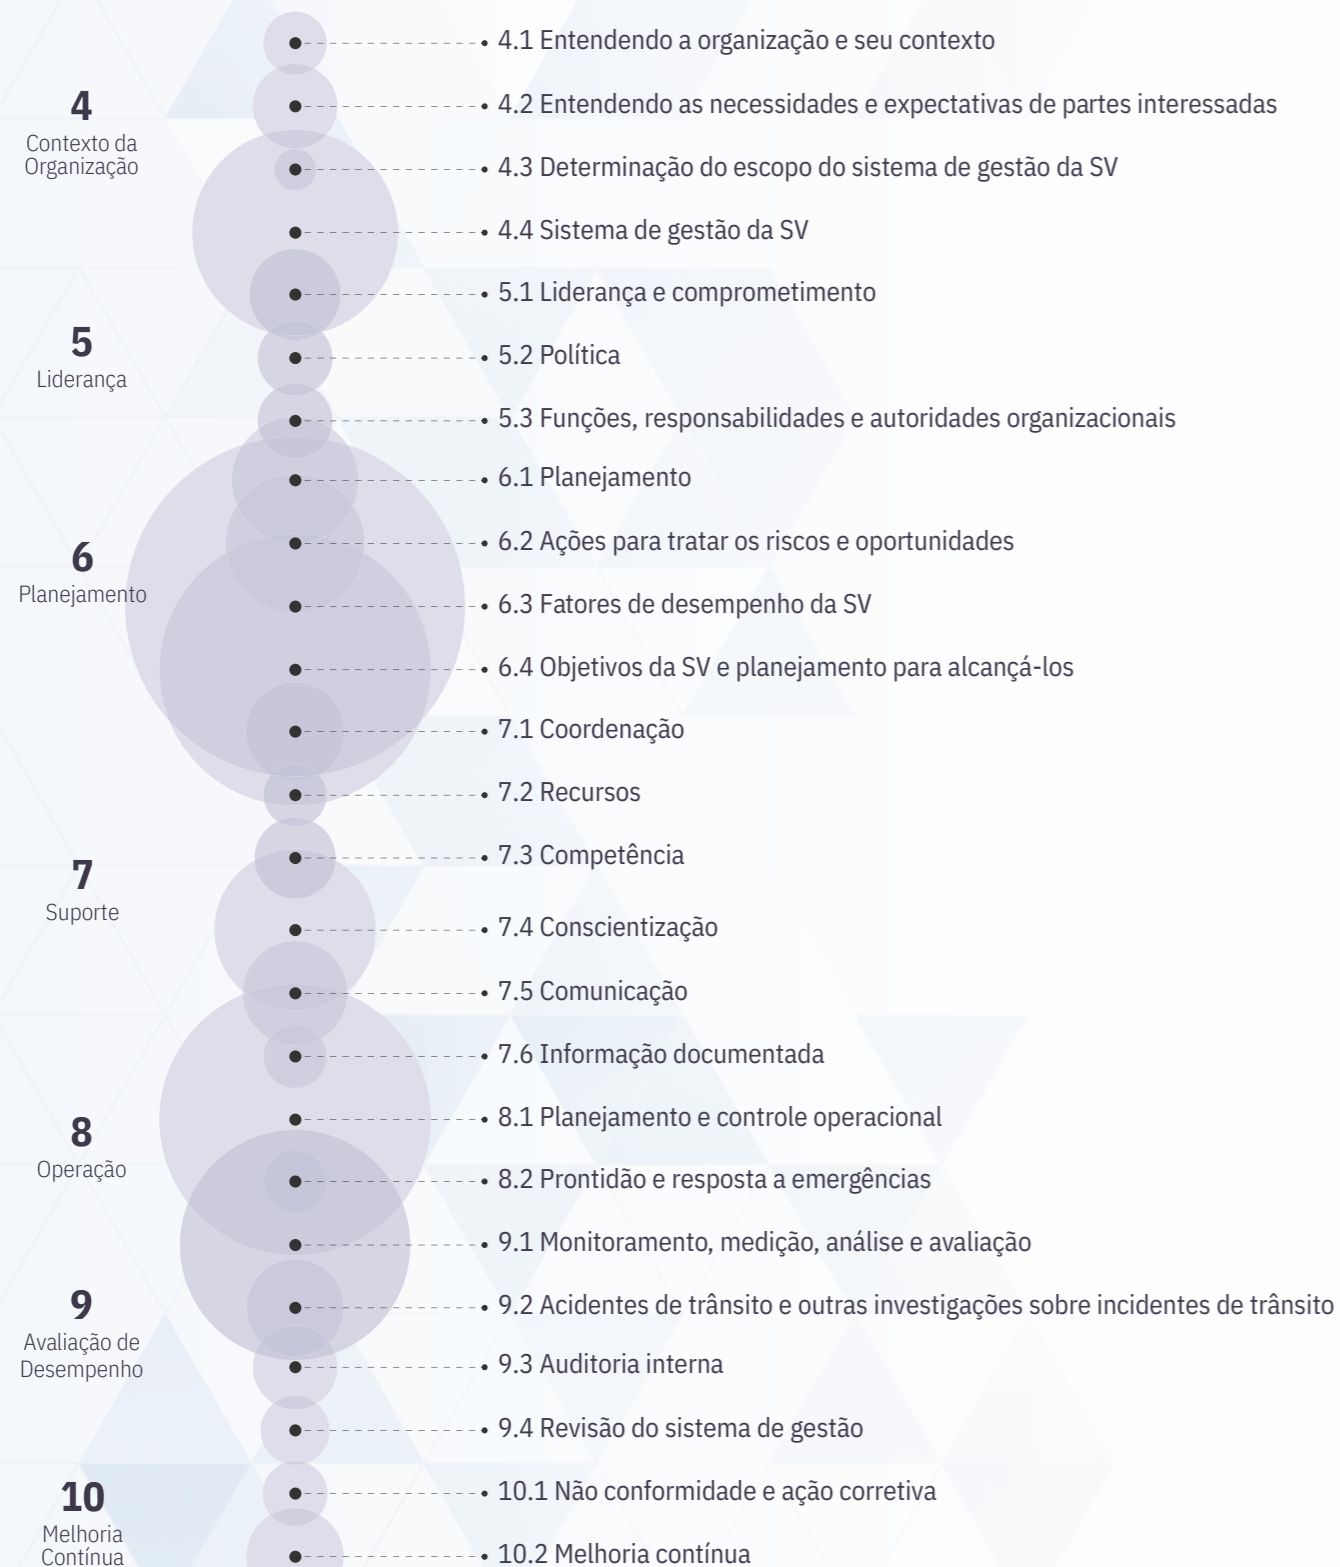 4
Contexto da
Organização
4.1 Entendendo a organização e seu contexto
4.2 Entendendo as necessidades e expectativas de partes interessadas
4.3 Determinação do escopo do sistema de gestão da SV
4.4 Sistema de gestão da SV
5
Liderança
5.1 Liderança e comprometimento
5.2 Política
5.3 Funções, responsabilidades e autoridades organizacionais
6
Planejamento
6.1 Planejamento
6.2 Ações para tratar os riscos e oportunidades
6.3 Fatores de desempenho da SV
6.4 Objetivos da SV e planejamento para alcançá-los
7
Suporte
7.1 Coordenação
7.2 Recursos
7.3 Competência
7.4 Conscientização
7.5 Comunicação
7.6 Informação documentada
8
Operação
8.1 Planejamento e controle operacional
8.2 Prontidão e resposta a emergências
9
Avaliação de
Desempenho
9.1 Monitoramento, medição, análise e avaliação
9.2 Acidentes de trânsito e outras investigações sobre incidentes de trânsito
9.3 Auditoria interna
9.4 Revisão do sistema de gestão
10
Melhoria
Contínua
10.1 Não conformidade e ação corretiva
10.2 Melhoria contínua